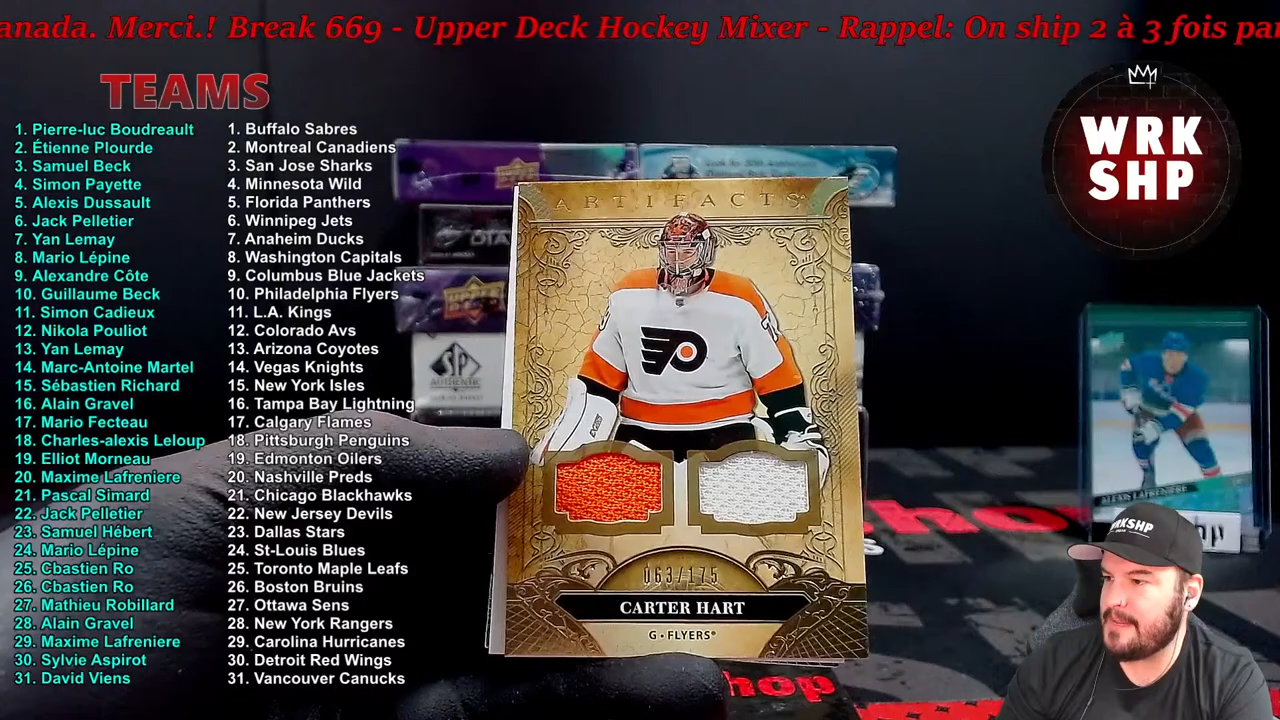 anada. Merci.! Break 669 - Upper Deck Hockey Mixer - Rappel: On ship 2 à 3 fois pa
TEAMS
1. Pierre-luc Boudreault
2. Étienne Plourde
3. Samuel Beck
4. Simon Payette
5. Alexis Dussault
6. Jack Pelletier
7. Yan Lemay
8. Mario Lépine
9. Alexandre Côte
10. Guillaume Beck
11. Simon Cadieux
12. Nikola Pouliot
13. Yan Lemay
14. Marc-Antoine Martel
15. Sébastien Richard
16. Alain Gravel
17. Mario Fecteau
18. Charles-alexis Leloup
19. Elliot Morneau
20. Maxime Lafreniere
21. Pascal Simard
22. Jack Pelletier
23. Samuel Hébert
24. Mario Lépine
25. Cbastien Ro
26. Cbastien Ro
27. Mathieu Robillard
28. Alain Gravel
29. Maxime Lafreniere
30. Sylvie Aspirot
31. David Viens
1. Buffalo Sabres
2. Montreal Canadiens
3. San Jose Sharks
4. Minnesota Wild
5. Florida Panthers
6. Winnipeg Jets
7. Anaheim Ducks
8. Washington Capitals
9. Columbus Blue Jackets
10. Philadelphia Flyers
11. L.A. Kings
12. Colorado Avs
13. Arizona Coyotes
14. Vegas Knights
15. New York Isles
16. Tampa Bay Lightning
17. Calgary Flames
18. Pittsburgh Penguins
19. Edmonton Oilers
20. Nashville Preds
21. Chicago Blackhawks
22. New Jersey Devils
23. Dallas Stars
24. St-Louis Blues
25. Toronto Maple Leafs
26. Boston Bruins
27. Ottawa Sens
28. New York Rangers
29. Carolina Hurricanes
30. Detroit Red Wings
31. Vancouver Canucks
ARTIFACTS
063/175
CARTER HART
G • FLYERS
SP
AUTHENTIC
WRK
SHP
ALEXIS LAFRENIÈRE
WRKSHP
hop
hop